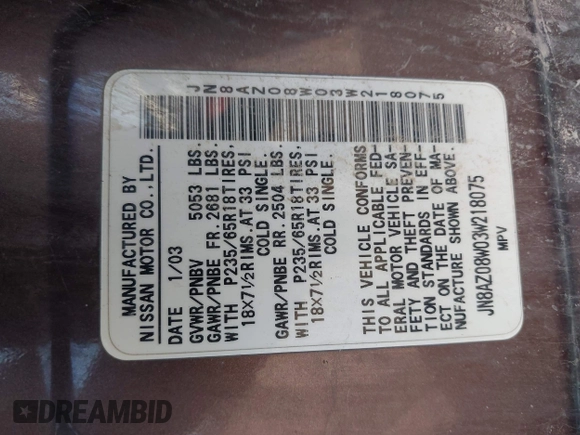 JN8AZ08W03W218075
MANUFACTURED BY
NISSAN MOTOR CO.,LTD.
DATE 1/03
GVWR/PNBV 5053 LBS.
GAWR/PNBE FR. 2681 LBS.
WITH P235/65R18TIRES,
18X7½RIMS.AT 33 PSI
COLD SINGLE.
GAWR/PNBE RR. 2504 LBS.
WITH P235/65R18TIRES,
18X7½RIMS.AT 33 PSI
COLD SINGLE.
THIS VEHICLE CONFORMS
TO ALL APPLICABLE FED-
ERAL MOTOR VEHICLE SA-
FETY AND THEFT PREVEN-
TION STANDARDS IN EFF-
ECT ON THE DATE OF MA-
NUFACTURE SHOWN ABOVE.
JN8AZ08W03W218075
MPV
DREAMBID